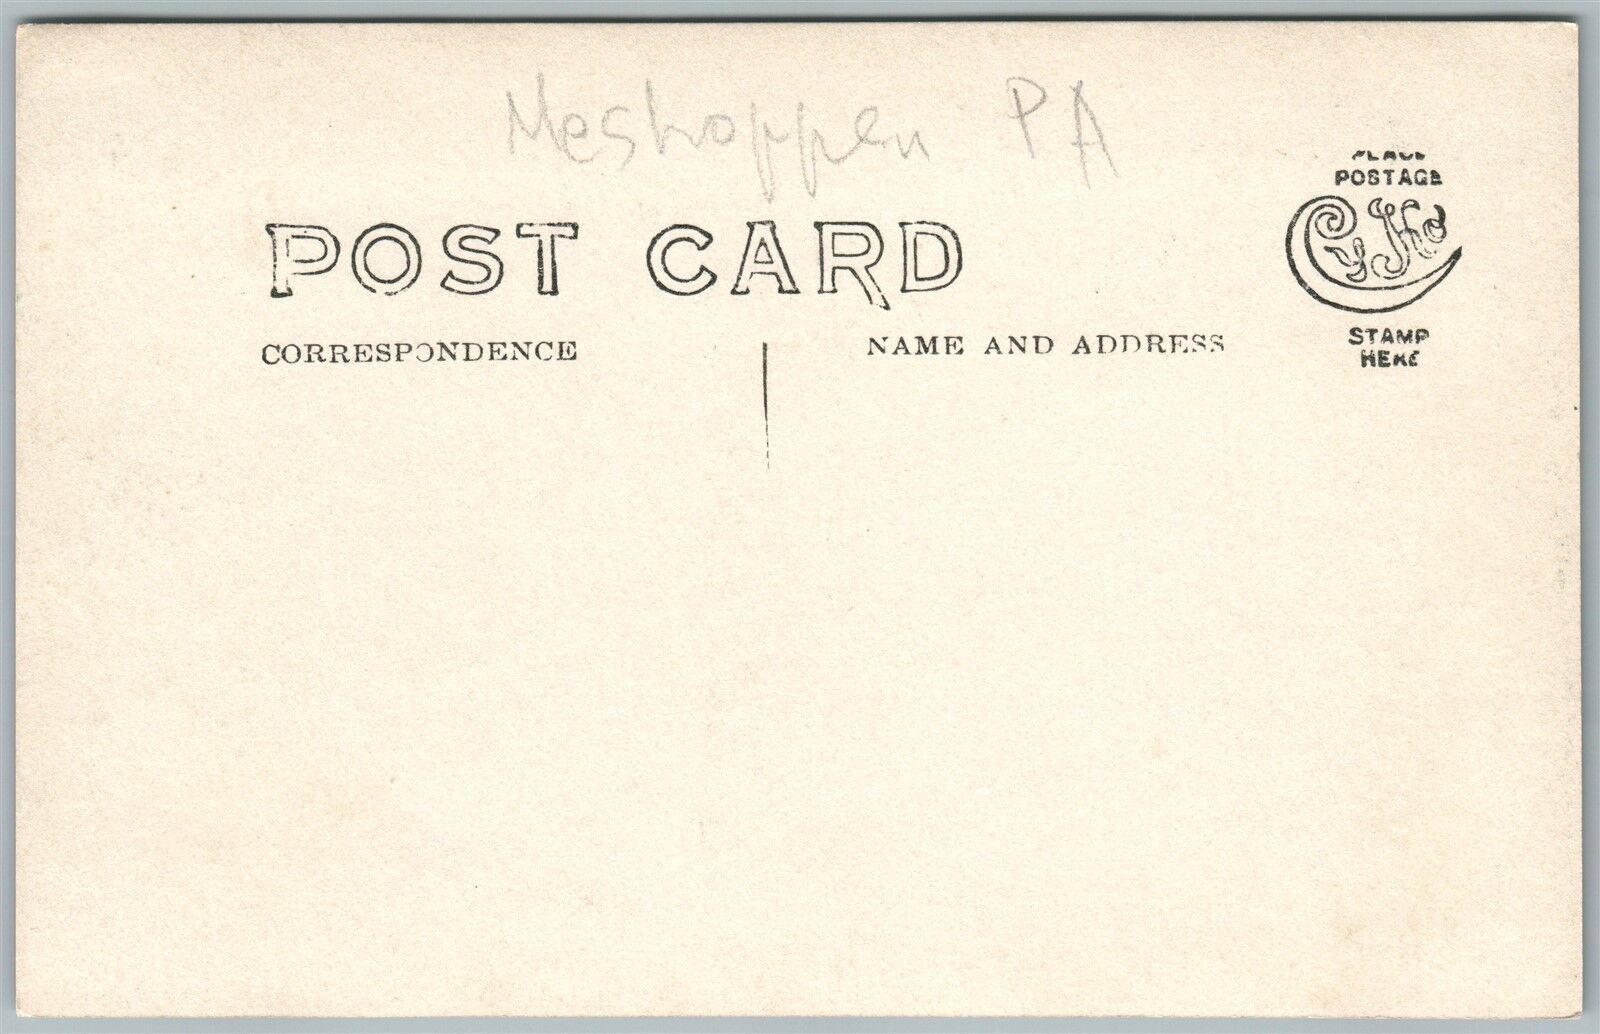 Meshoppen PA
PLACE
POSTAGE
CyKo
POST CARD
STAMP
HERE
CORRESPONDENCE
NAME AND ADDRESS